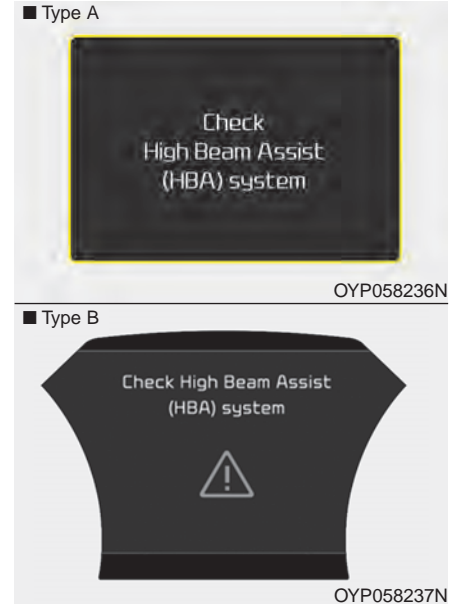 ■ Type A
Check
High Beam Assist
(HBA) system
OYP058236N
■ Type B
Check High Beam Assist
(HBA) system
OYP058237N